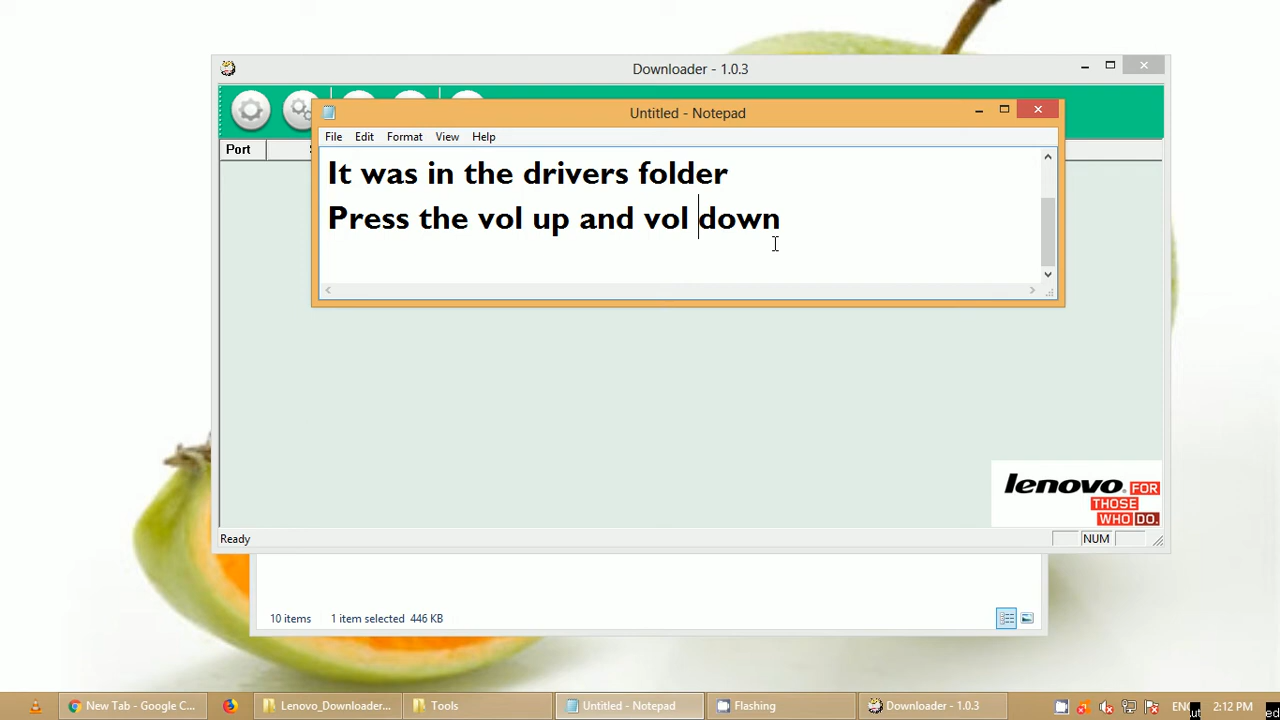 Downloader - 1.0.3
Untitled - Notepad
File Edit Format View Help
Port
It was in the drivers folder
Press the vol up and vol down
lenovo FOR
THOSE
WHO DO.
Ready
NUM
10 items 1 item selected 446 KB
New Tab - Google C...
Lenovo_Downloader...
Tools
Untitled - Notepad
Flashing
Downloader - 1.0.3
ENG
2:12 PM